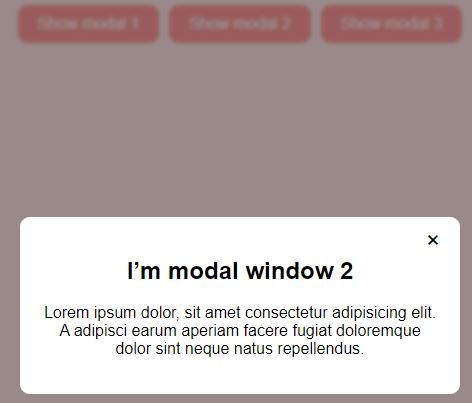 Show modal 1 Show modal 2 Show modal 3
×
I'm modal window 2
Lorem ipsum dolor, sit amet consectetur adipisicing elit.
A adipisci earum aperiam facere fugiat doloremque
dolor sint neque natus repellendus.